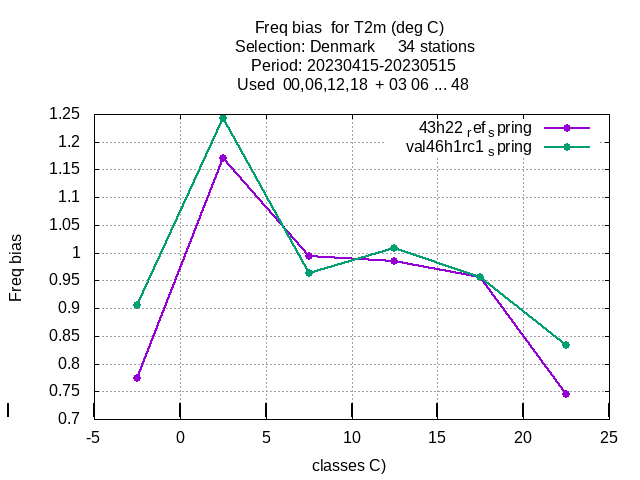 Freq bias  for T2m (deg C)
Selection: Denmark     34 stations
Period: 20230415-20230515
Used  00,06,12,18  + 03 06 ... 48
43h22 ref spring
val46h1rc1 spring
1.25
1.2
1.15
1.1
1.05
1
0.95
0.9
0.85
0.8
0.75
0.7
Freq bias
-5 0 5 10 15 20 25
classes C)